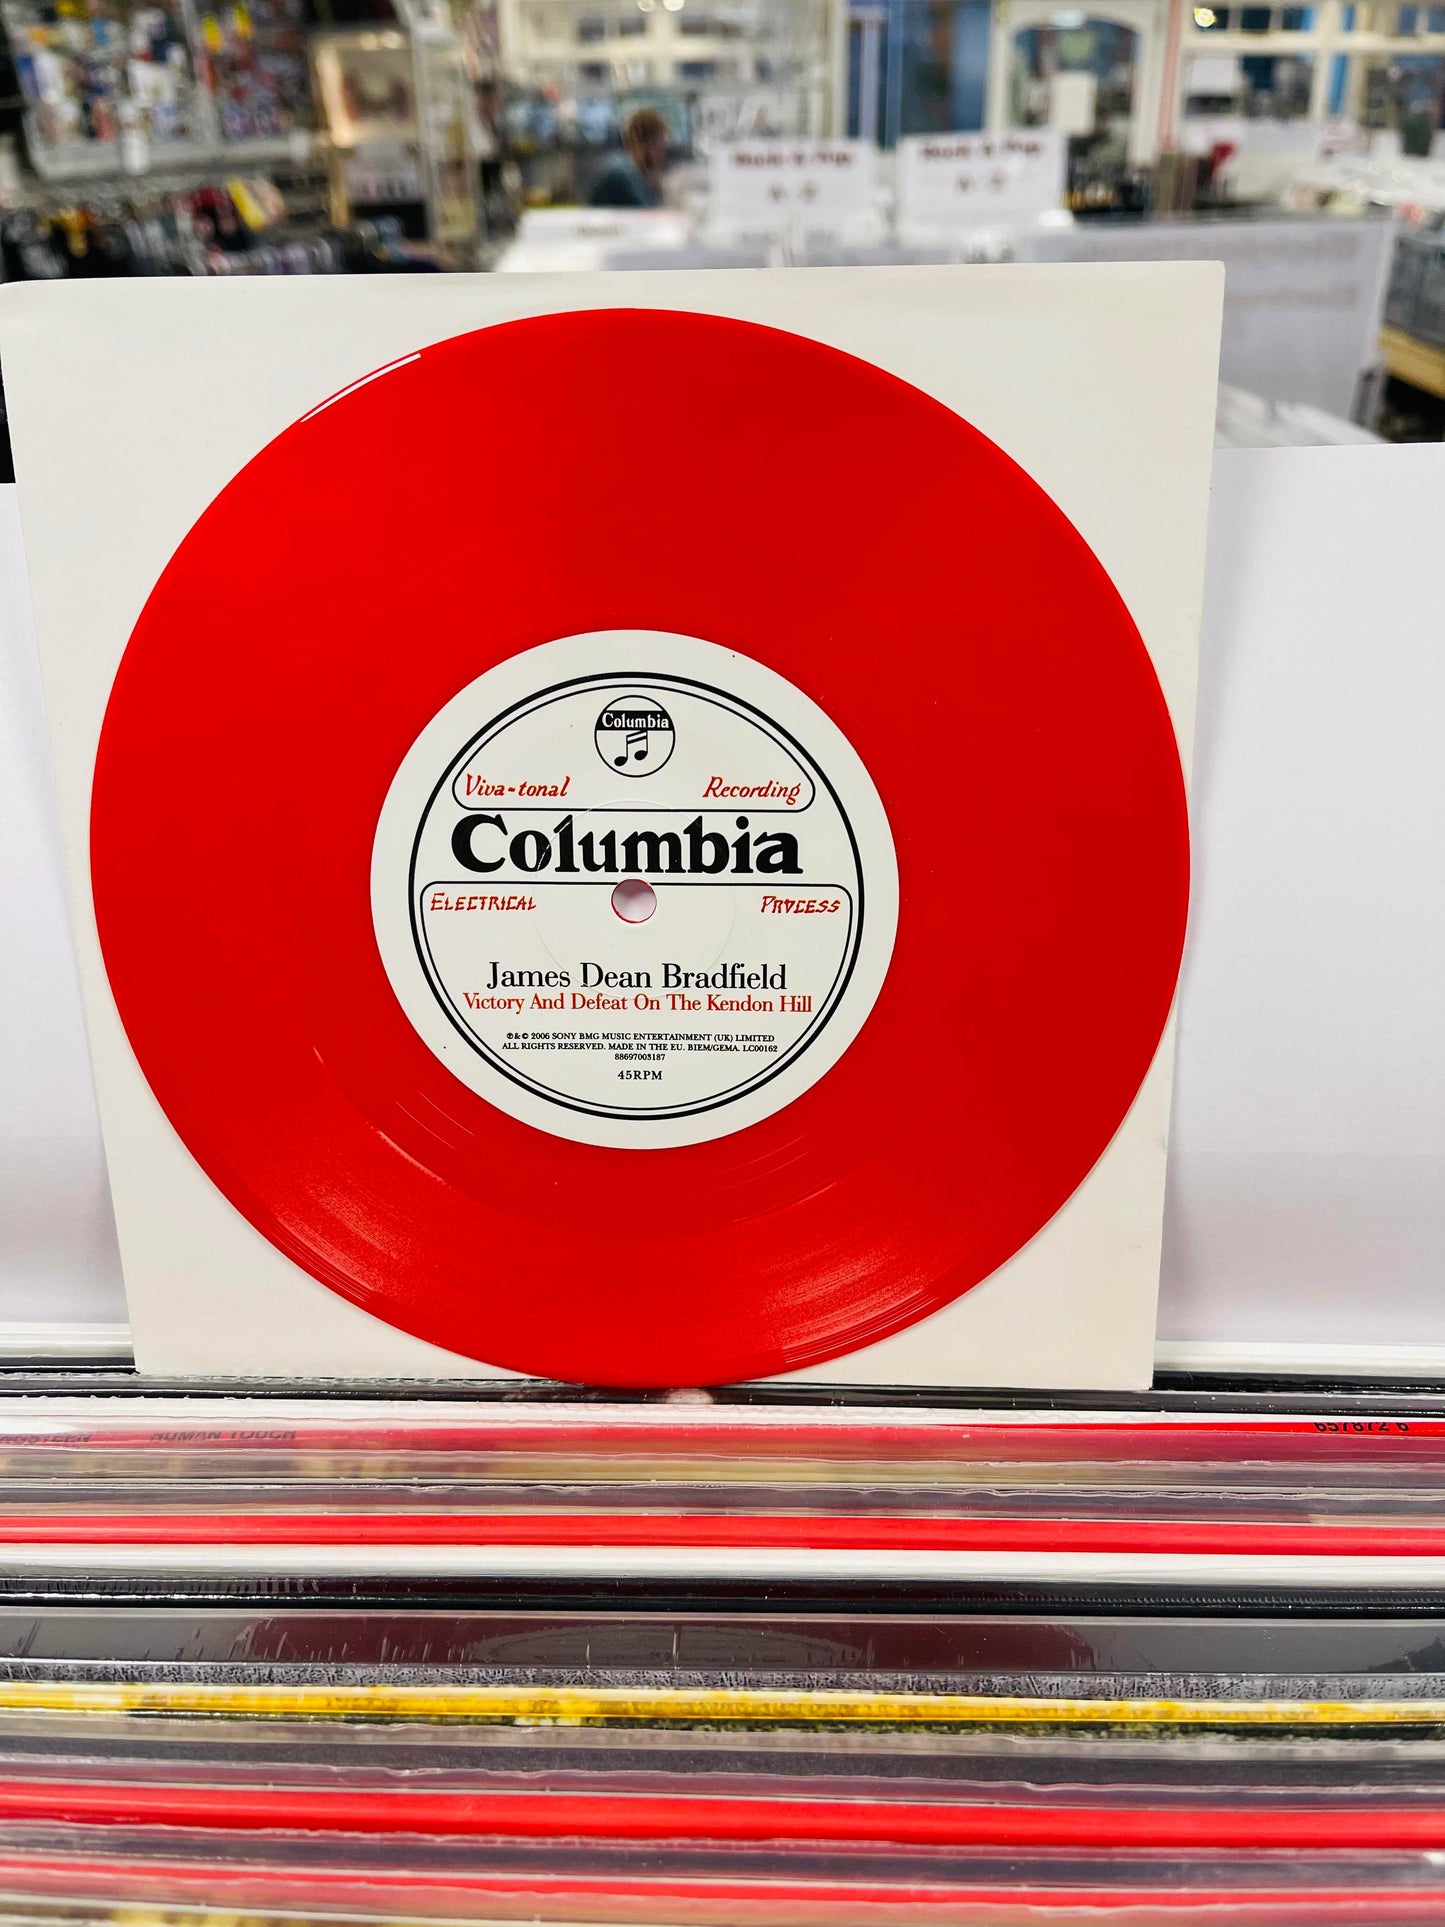 Columbia
Viva-tonal Recording
Columbia
ELECTRICAL PROCESS
James Dean Bradfield
Victory And Defeat On The Kendon Hill
℗&© 2006 SONY BMG MUSIC ENTERTAINMENT (UK) LIMITED
ALL RIGHTS RESERVED. MADE IN THE EU. BIEM/GEMA. LC00162
88697003187
45RPM
HUMAN TOUCH
657872 6